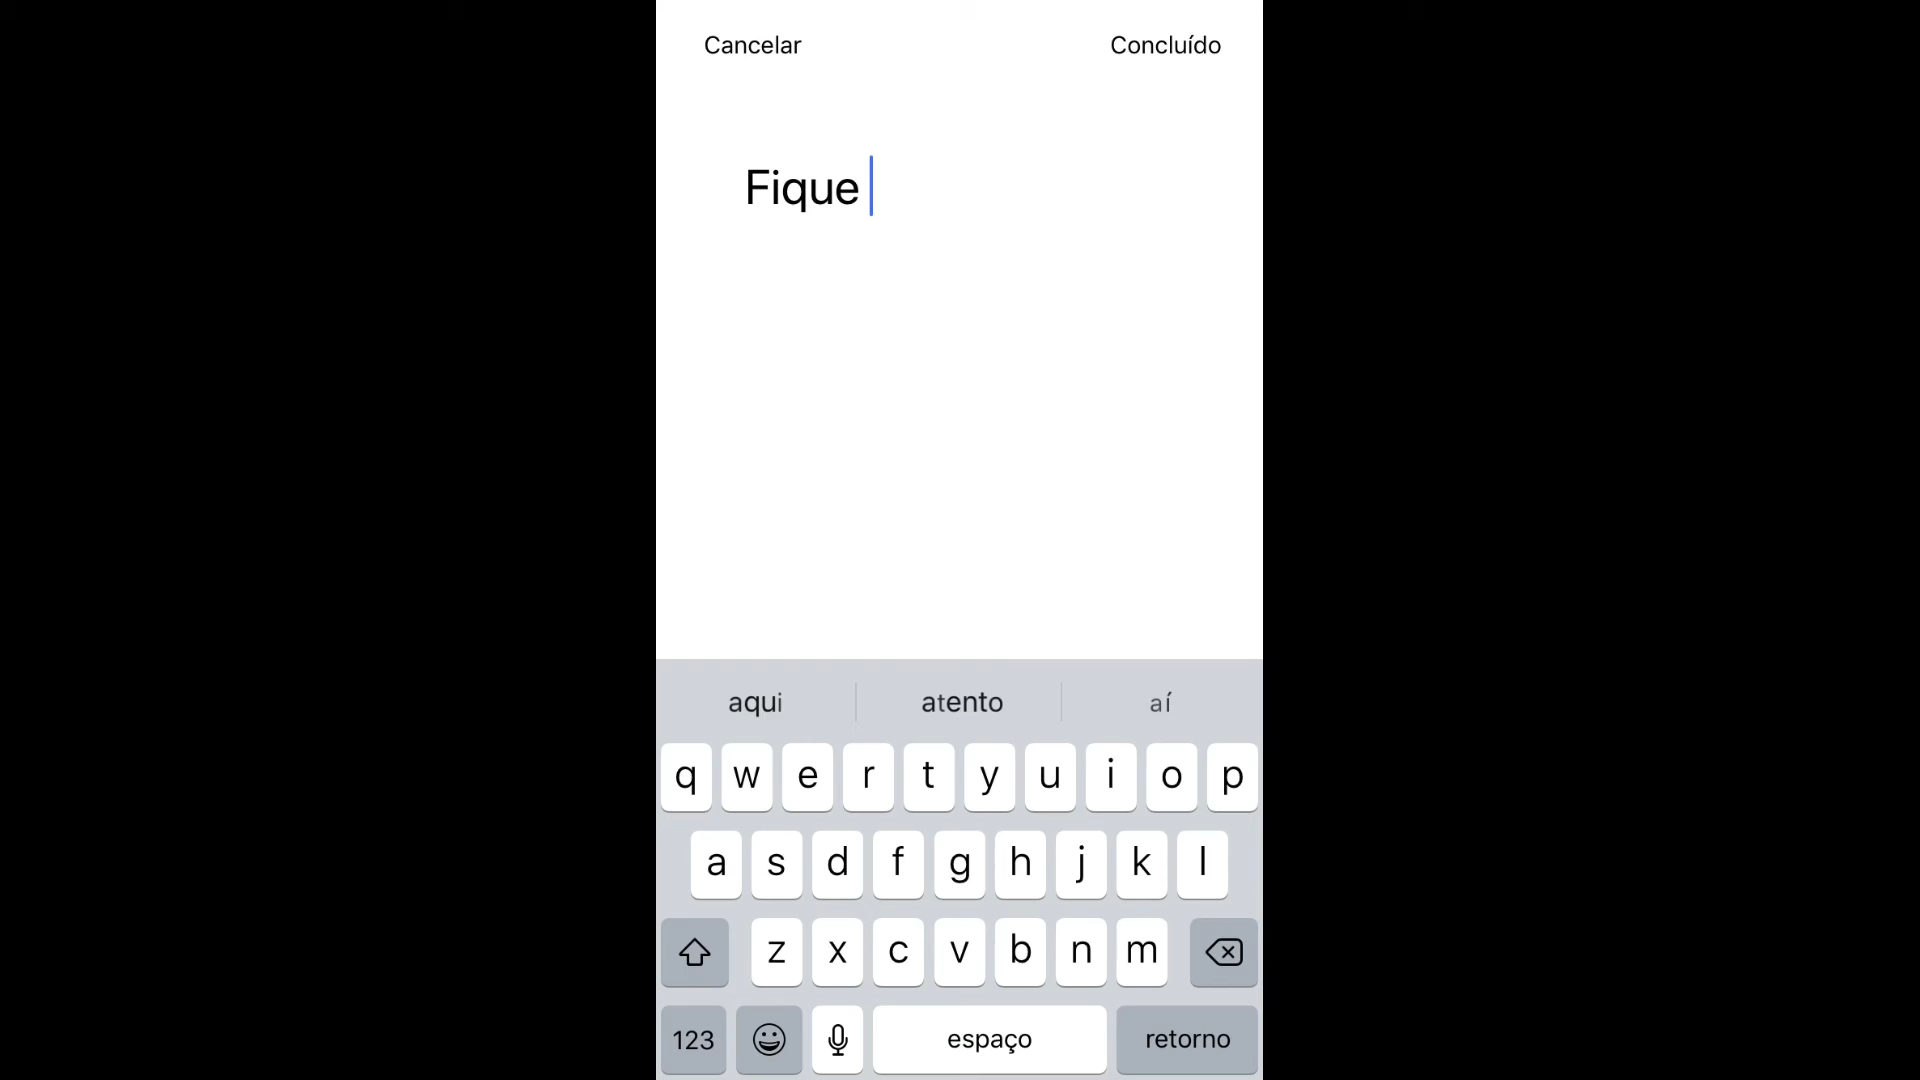 Cancelar Concluído
Fique
aqui atento aí
q w e r t y u i o p
a s d f g h j k l
z x c v b n m
123 espaço retorno